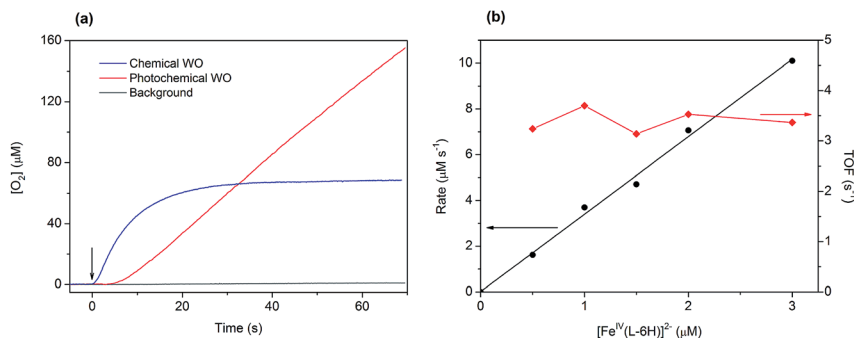 (a)
160
120
80
40
0
[O₂] (μM)
Chemical WO
Photochemical WO
Background
0
20
40
60
Time (s)
(b)
10
8
6
4
2
0
Rate (μM s⁻¹)
5
4
3
2
1
0
TOF (s⁻¹)
0
1
2
3
[Feᴵⱽ(L-6H)]²⁻ (μM)